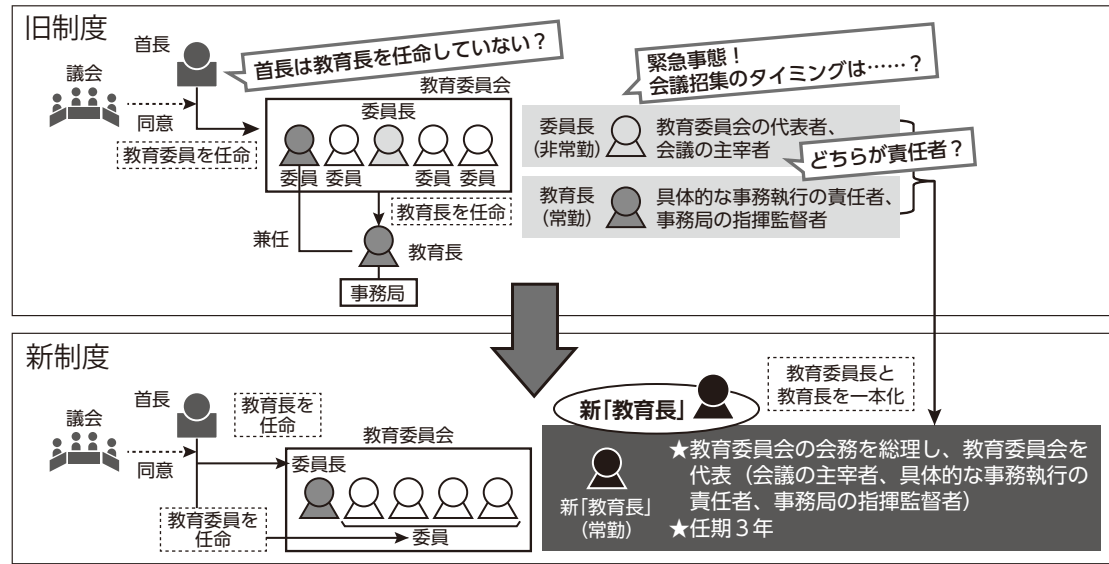 旧制度
首長
首長は教育長を任命していない？
議会
同意
教育委員を任命
教育委員会
委員長
委員 委員 委員 委員
教育長を任命
兼任
教育長
事務局
緊急事態！
会議招集のタイミングは……？
委員長
（非常勤）
教育委員会の代表者、
会議の主宰者
どちらが責任者？
教育長
（常勤）
具体的な事務執行の責任者、
事務局の指揮監督者
新制度
首長
議会
同意
教育長を
任命
教育委員会
委員長
委員
教育委員を
任命
新「教育長」
教育委員長と
教育長を一本化
新「教育長」
（常勤）
★教育委員会の会務を総理し、教育委員会を
代表（会議の主宰者、具体的な事務執行の
責任者、事務局の指揮監督者）
★任期３年